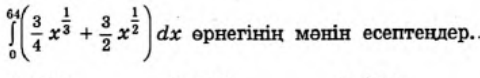 ∫₀⁶⁴ (3/4 x^(1/3) + 3/2 x^(1/2)) dx өрнегінің мәнін есептеңдер..